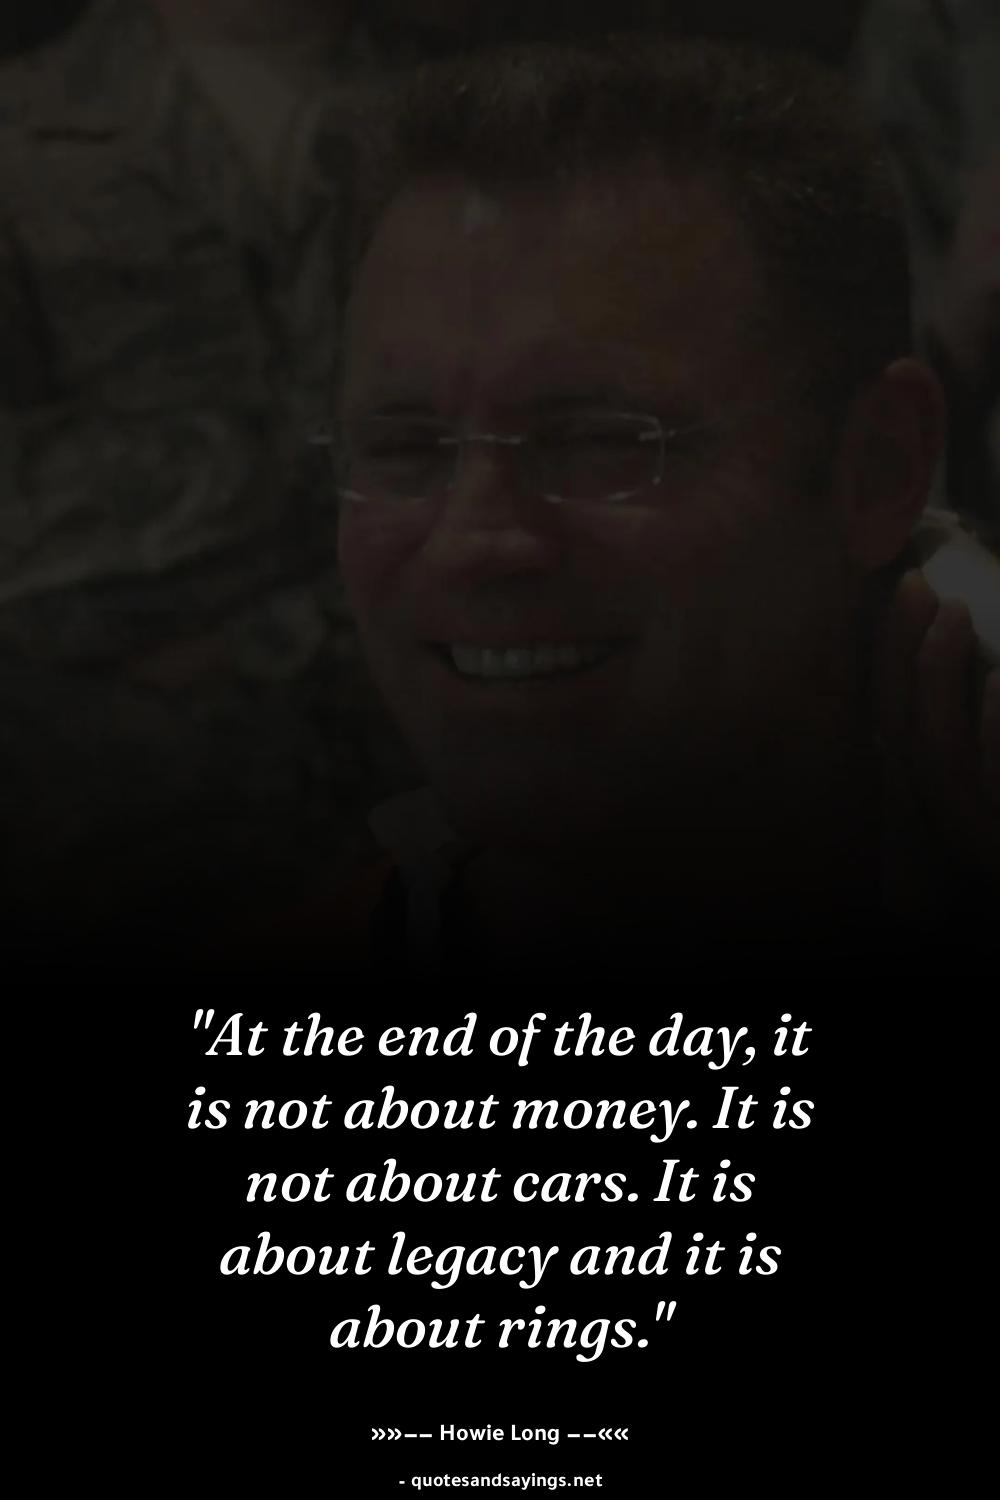 "At the end of the day, it
is not about money. It is
not about cars. It is
about legacy and it is
about rings."
»»–– Howie Long ––««
- quotesandsayings.net